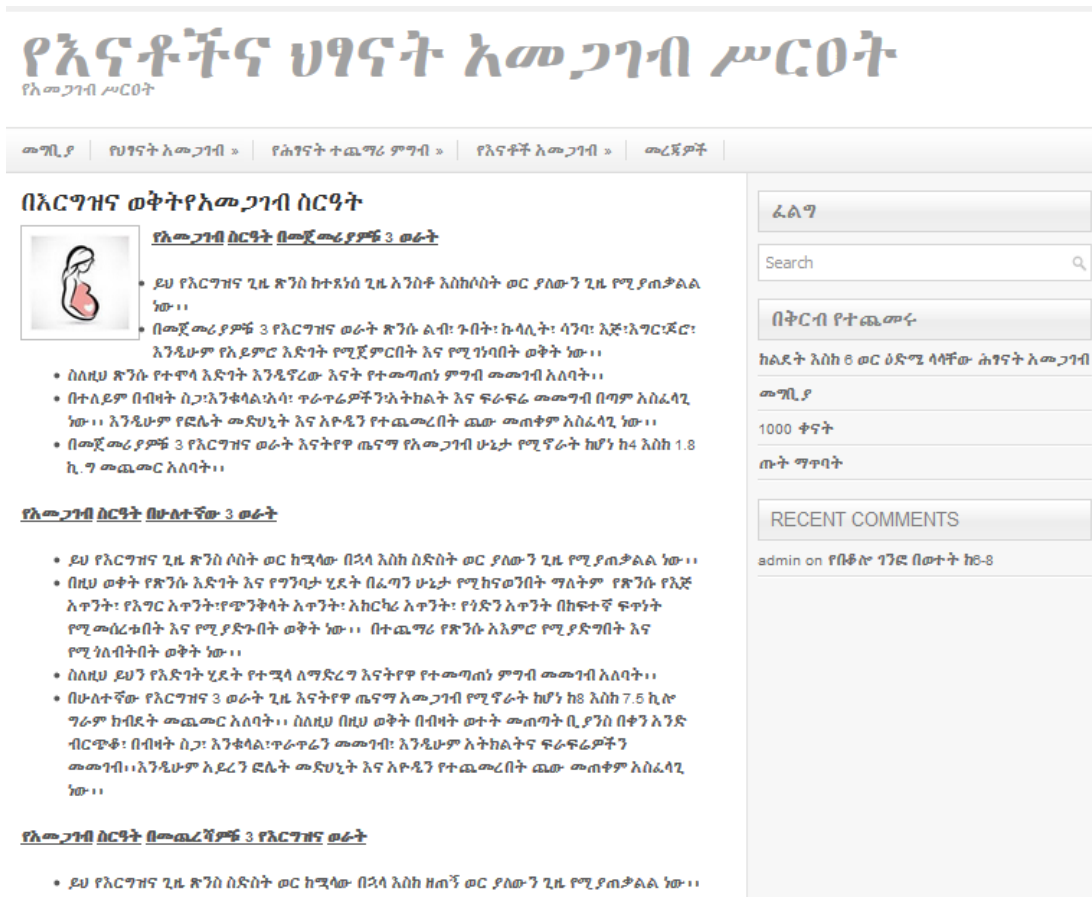 የእናቶችና ህፃናት አመጋገብ ሥርዐት
የአመጋገብ ሥርዐት
መግቢያ
የህፃናት አመጋገብ »
የሕፃናት ተጨማሪ ምግብ »
የእናቶች አመጋገብ »
መረጃዎች
በእርግዝና ወቅትየአመጋገብ ስርዓት
የአመጋገብ ስርዓት በመጀመሪያዎቹ 3 ወራት
• ይህ የእርግዝና ጊዜ ጽንስ ከተጸነሰ ጊዜ አንስቶ እስከሶስት ወር ያለውን ጊዜ የሚያጠቃልል
ነው፡፡
• በመጀመሪያዎቹ 3 የእርግዝና ወራት ጽንሱ ልብ፣ ጉበት፣ ኩላሊት፣ ሳንባ፣ እጅ፣እግር፣ጆሮ፣
እንዲሁም የአይምሮ እድገት የሚጀምርበት እና የሚገነባበት ወቅት ነው፡፡
• ስለዚህ ጽንሱ የተሞላ እድገት እንዲኖረው እናት የተመጣጠነ ምግብ መመገብ አለባት፡፡
• በተለይም በብዛት ስጋ፣እንቁላል፣አሳ፣ ጥራጥሬዎችን፣አትክልት እና ፍራፍሬ መመግብ በጣም አስፈላጊ
ነው፡፡ እንዲሁም የፎሌት መድህኒት እና አዮዲን የተጨመረበት ጨው መጠቀም አስፈላጊ ነው፡፡
• በመጀመሪያዎቹ 3 የእርግዝና ወራት እናትየዋ ጤናማ የአመጋገብ ሁኔታ የሚኖራት ከሆነ ከ4 እስከ 1.8
ኪ.ግ መጨመር አለባት፡፡
የአመጋገብ ስርዓት በሁለተኛው 3 ወራት
• ይህ የእርግዝና ጊዜ ጽንስ ሶስት ወር ከሟላው በኋላ እስከ ስድስት ወር ያለውን ጊዜ የሚያጠቃልል ነው፡፡
• በዚህ ወቀት የጽንሱ እድገት እና የግንባታ ሂደት በፈጣን ሁኔታ የሚከናወንበት ማለትም የጽንሱ የእጅ
አጥንት፣ የእግር አጥንት፣የጭንቅላት አጥንት፣ አከርካሪ አጥንት፣ የጎድን አጥንት በከፍተኛ ፍጥነት
የሚመሰረቱበት እና የሚያድጉበት ወቅት ነው፡፡ በተጨማሪ የጽንሱ አእምሮ የሚያድግበት እና
የሚጎለብትበት ወቅት ነው፡፡
• ስለዚህ ይህን የእድገት ሂደት የተሟላ ለማድረግ እናትየዋ የተመጣጠነ ምግብ መመገብ አለባት፡፡
• በሁለተኛው የእርግዝና 3 ወራት ጊዜ እናትየዋ ጤናማ አመጋገብ የሚኖራት ከሆነ ከ8 እስከ 7.5 ኪሎ
ግራም ክብደት መጨመር አለባት፡፡ ስለዚህ በዚህ ወቅት በብዛት ወተት መጠጣት ቢያንስ በቀን አንድ
ብርጭቆ፣ በብዛት ስጋ፣ እንቁላል፣ጥራጥሬን መመገብ፣ እንዲሁም አትክልትና ፍራፍሬዎችን
መመገብ፡፡እንዲሁም አይረን ፎሌት መድህኒት እና አዮዲን የተጨመረበት ጨው መጠቀም አስፈላጊ
ነው፡፡
የአመጋገብ ስርዓት በመጨረሻዎቹ 3 የእርግዝና ወራት
• ይህ የእርግዝና ጊዜ ጽንስ ስድስት ወር ከሟላው በኋላ እስከ ዘጠኝ ወር ያለውን ጊዜ የሚያጠቃልል ነው፡፡
ፈልግ
Search
በቅርብ የተጨመሩ
ከልደት እስከ 6 ወር ዕድሜ ላላቸው ሕፃናት አመጋገብ
መግቢያ
1000 ቀናት
ጡት ማጥባት
RECENT COMMENTS
admin on የበቆሎ ገንፎ በወተት ከ6-8